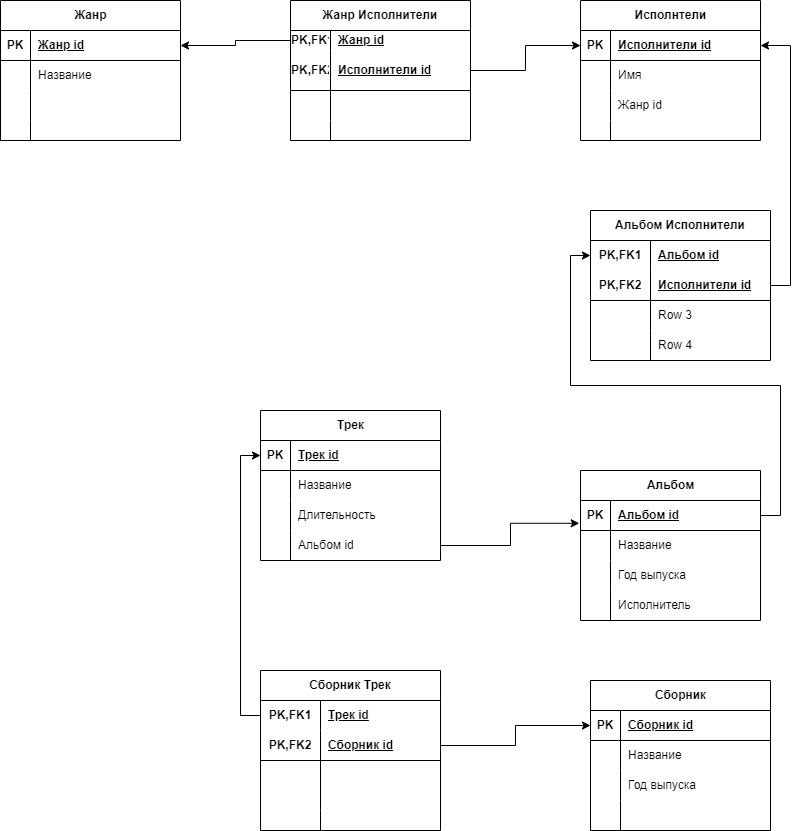 Жанр
PK Жанр id
Название
Жанр Исполнители
PK,FK1 Жанр id
PK,FK2 Исполнители id
Исполнтели
PK Исполнители id
Имя
Жанр id
Альбом Исполнители
PK,FK1 Альбом id
PK,FK2 Исполнители id
Row 3
Row 4
Трек
PK Трек id
Название
Длительность
Альбом id
Альбом
PK Альбом id
Название
Год выпуска
Исполнитель
Сборник Трек
PK,FK1 Трек id
PK,FK2 Сборник id
Сборник
PK Сборник id
Название
Год выпуска